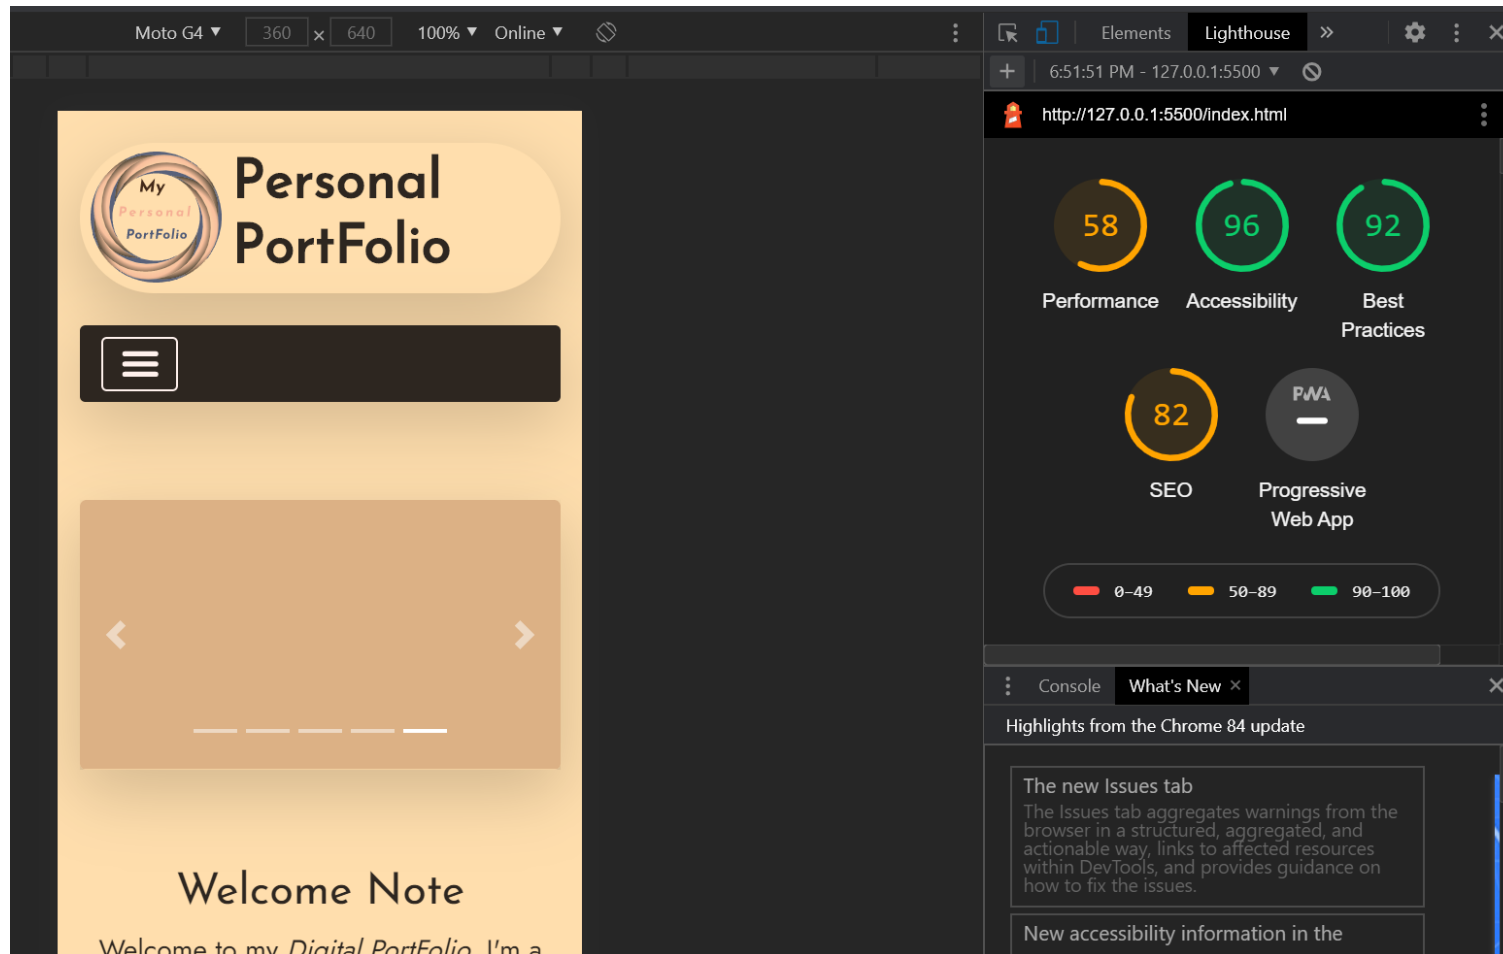 Moto G4 ▼ 360 × 640 100% ▼ Online ▼
Elements Lighthouse »
6:51:51 PM - 127.0.0.1:5500 ▼
http://127.0.0.1:5500/index.html
My
Personal
PortFolio
Personal
PortFolio
58
Performance
96
Accessibility
92
Best
Practices
82
SEO
PWA
Progressive
Web App
0–49 50–89 90–100
Welcome Note
Welcome to my Digital PortFolio. I'm a
Console What's New ×
Highlights from the Chrome 84 update
The new Issues tab
The Issues tab aggregates warnings from the
browser in a structured, aggregated, and
actionable way, links to affected resources
within DevTools, and provides guidance on
how to fix the issues.
New accessibility information in the